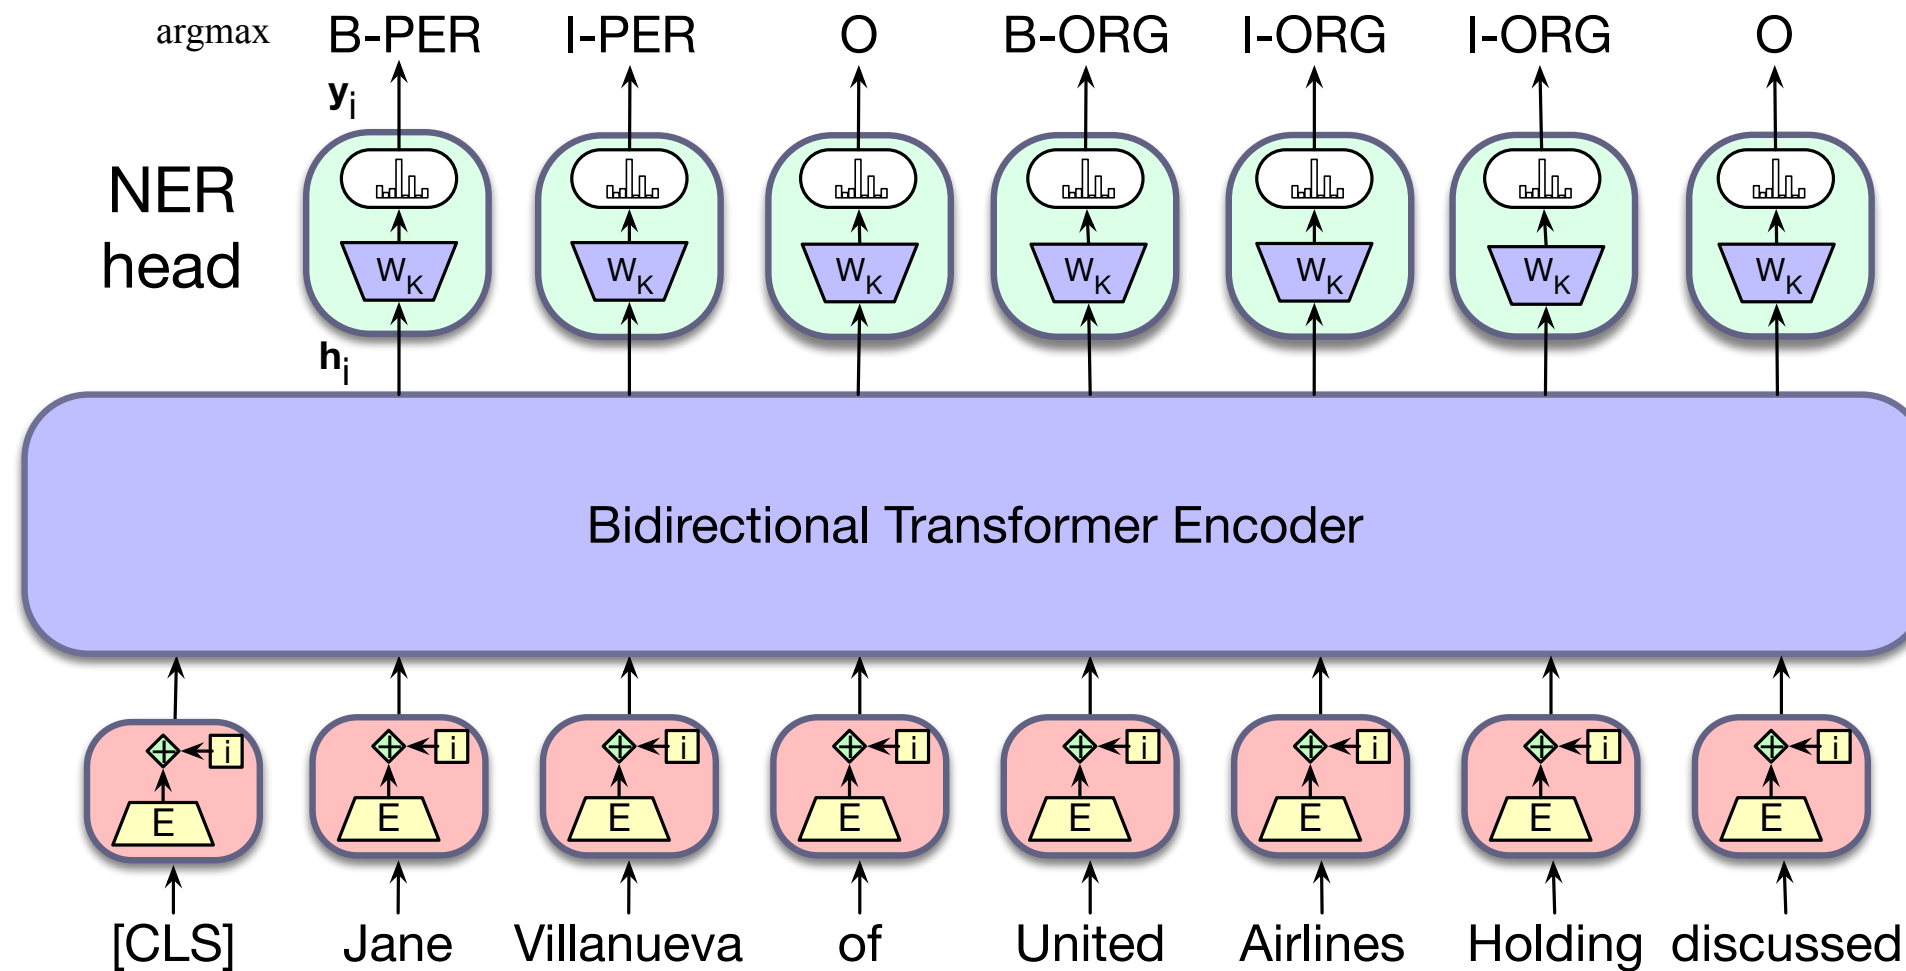 argmax B-PER I-PER O B-ORG I-ORG I-ORG O
yi
NER
head
WK WK WK WK WK WK WK
hi
Bidirectional Transformer Encoder
+ i + i + i + i + i + i + i + i
E E E E E E E E
[CLS] Jane Villanueva of United Airlines Holding discussed